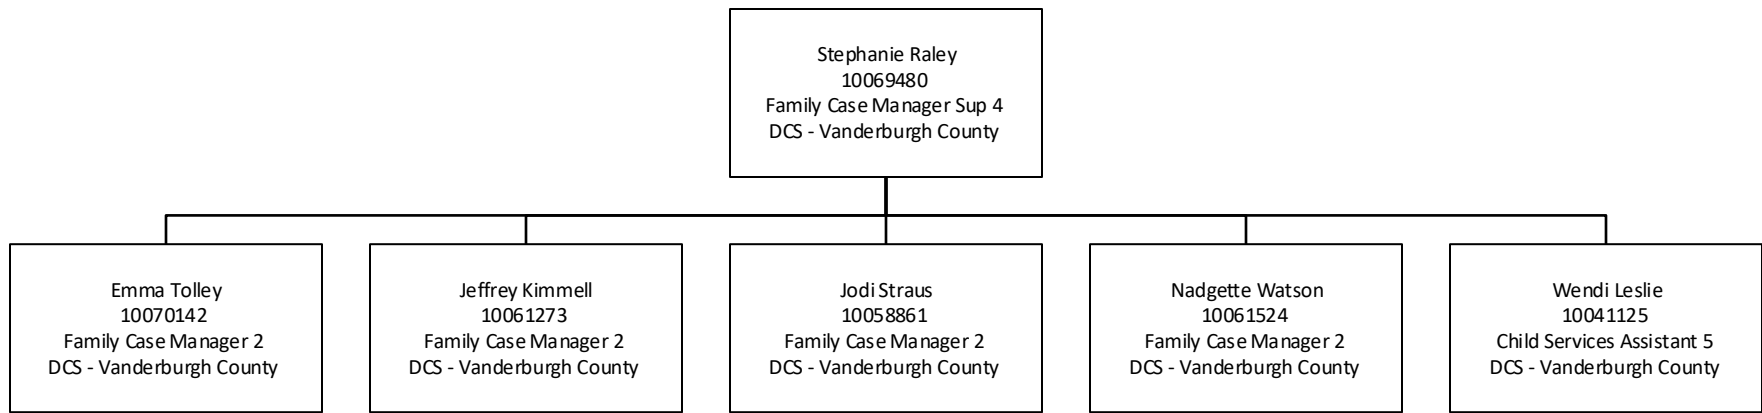 Stephanie Raley
10069480
Family Case Manager Sup 4
DCS - Vanderburgh County
Emma Tolley
10070142
Family Case Manager 2
DCS - Vanderburgh County
Jeffrey Kimmell
10061273
Family Case Manager 2
DCS - Vanderburgh County
Jodi Straus
10058861
Family Case Manager 2
DCS - Vanderburgh County
Nadgette Watson
10061524
Family Case Manager 2
DCS - Vanderburgh County
Wendi Leslie
10041125
Child Services Assistant 5
DCS - Vanderburgh County